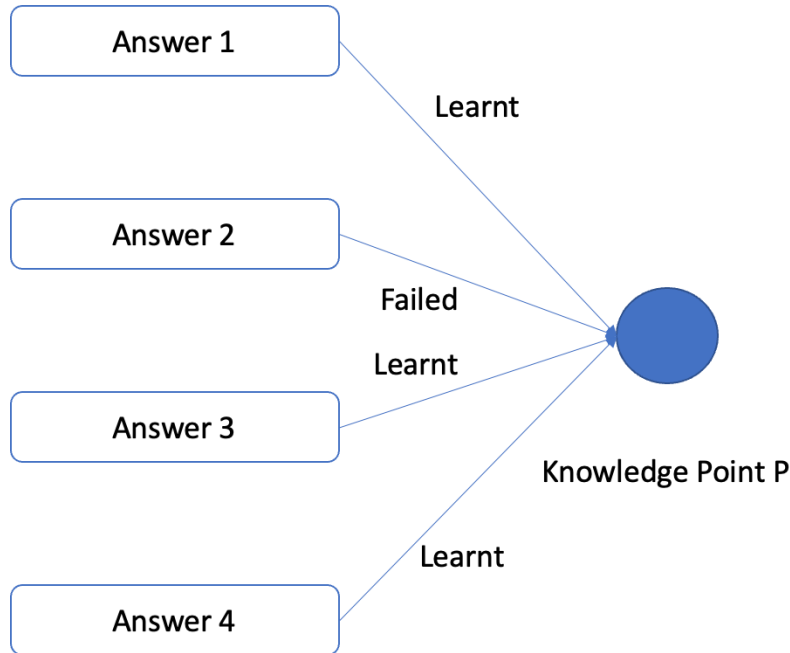 Answer 1
Learnt
Answer 2
Failed
Learnt
Answer 3
Knowledge Point P
Learnt
Answer 4